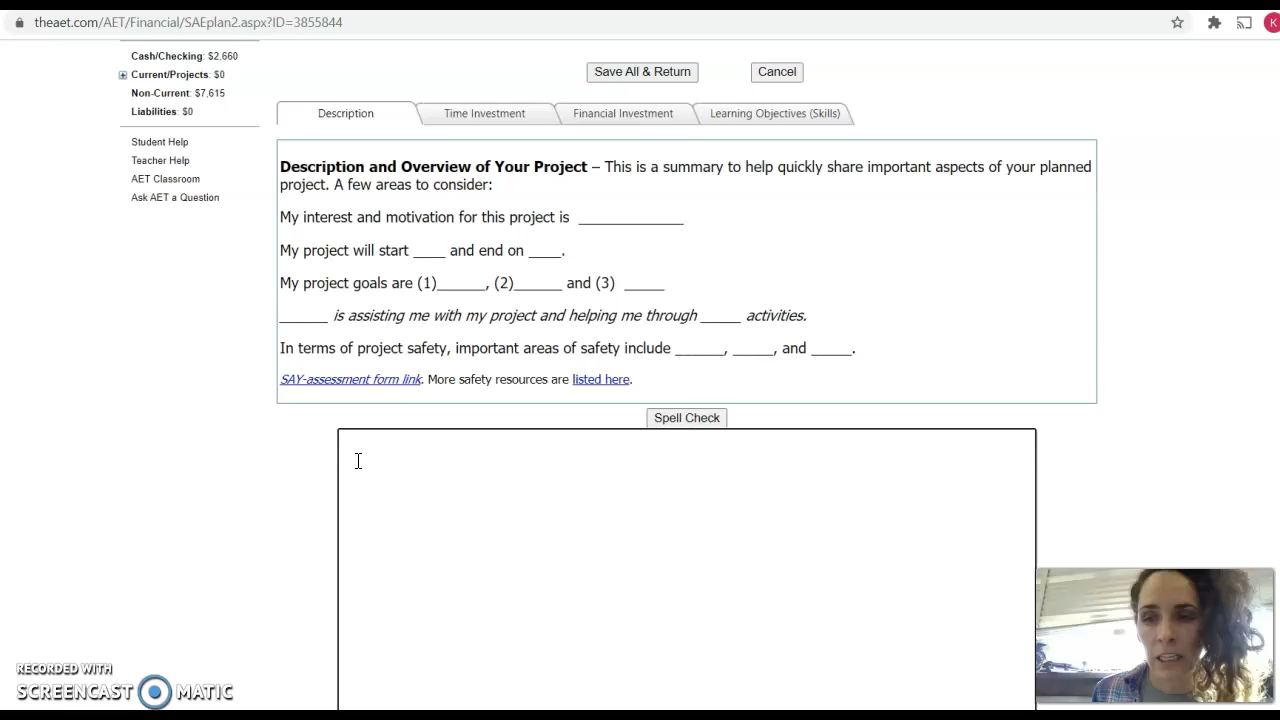 theaet.com/AET/Financial/SAEplan2.aspx?ID=3855844
K
Cash/Checking: $2,660
Current/Projects: $0
Non-Current: $7,615
Liabilities: $0
Student Help
Teacher Help
AET Classroom
Ask AET a Question
Save All & Return
Cancel
Description
Time Investment
Financial Investment
Learning Objectives (Skills)
Description and Overview of Your Project – This is a summary to help quickly share important aspects of your planned
project. A few areas to consider:
My interest and motivation for this project is _____________
My project will start ____ and end on ____.
My project goals are (1)______, (2)______ and (3) _____
______ is assisting me with my project and helping me through _____ activities.
In terms of project safety, important areas of safety include ______, _____, and _____.
SAY-assessment form link. More safety resources are listed here.
Spell Check
RECORDED WITH
SCREENCAST MATIC